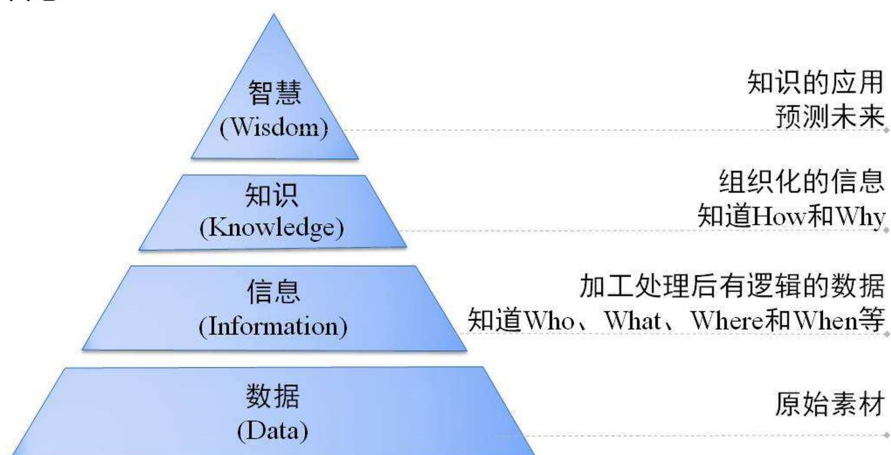 智慧
(Wisdom)
知识的应用
预测未来
知识
(Knowledge)
组织化的信息
知道How和Why
信息
(Information)
加工处理后有逻辑的数据
知道Who、What、Where和When等
数据
(Data)
原始素材